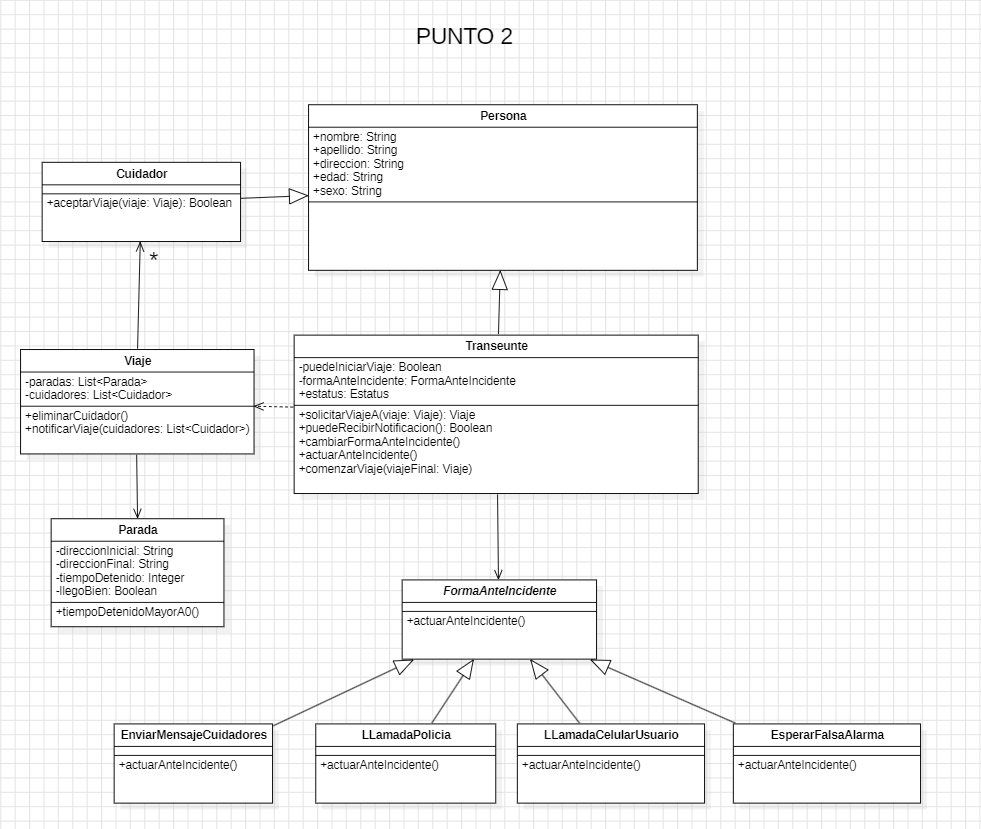 PUNTO 2
Persona
+nombre: String
+apellido: String
+direccion: String
+edad: String
+sexo: String
Cuidador
+aceptarViaje(viaje: Viaje): Boolean
*
Viaje
-paradas: List<Parada>
-cuidadores: List<Cuidador>
+eliminarCuidador()
+notificarViaje(cuidadores: List<Cuidador>)
Transeunte
-puedeIniciarViaje: Boolean
-formaAnteIncidente: FormaAnteIncidente
+estatus: Estatus
+solicitarViajeA(viaje: Viaje): Viaje
+puedeRecibirNotificacion(): Boolean
+cambiarFormaAnteIncidente()
+actuarAnteIncidente()
+comenzarViaje(viajeFinal: Viaje)
Parada
-direccionInicial: String
-direccionFinal: String
-tiempoDetenido: Integer
-llegoBien: Boolean
+tiempoDetenidoMayorA0()
FormaAnteIncidente
+actuarAnteIncidente()
EnviarMensajeCuidadores
+actuarAnteIncidente()
LLamadaPolicia
+actuarAnteIncidente()
LLamadaCelularUsuario
+actuarAnteIncidente()
EsperarFalsaAlarma
+actuarAnteIncidente()